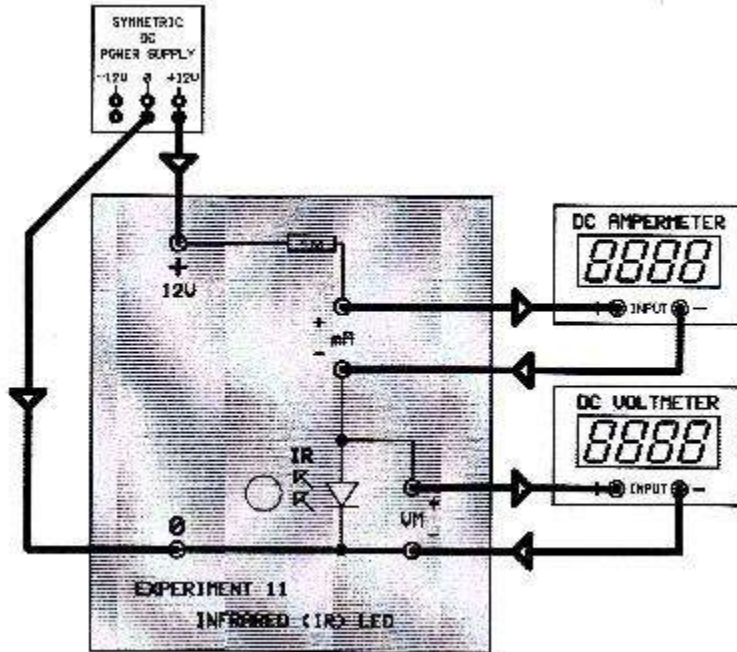 SYMMETRIC
DC
POWER SUPPLY
-12V 0 +12V
+
12V
DC AMPERMETER
8888
+ INPUT -
+
mA
-
DC VOLTMETER
8888
+ INPUT -
IR
+
VM
-
0
EXPERIMENT 11
INFRARED (IR) LED